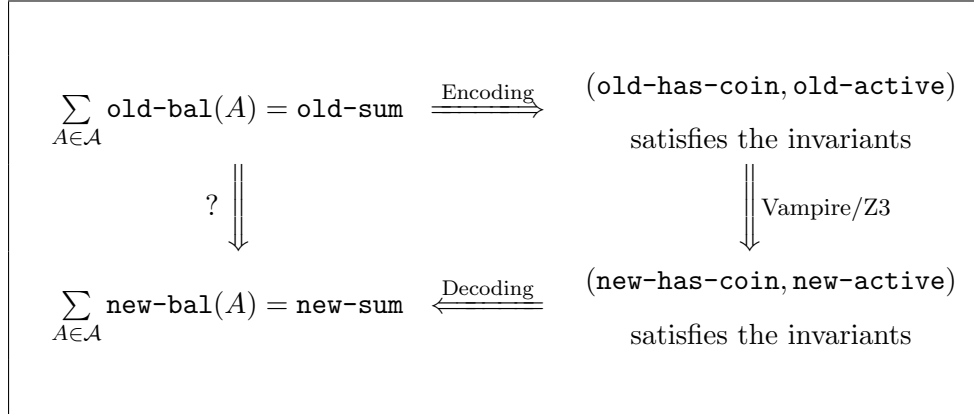 ∑ old-bal(A) = old-sum Encoding (old-has-coin, old-active)
A∈𝒜 satisfies the invariants
? Vampire/Z3
∑ new-bal(A) = new-sum Decoding (new-has-coin, new-active)
A∈𝒜 satisfies the invariants